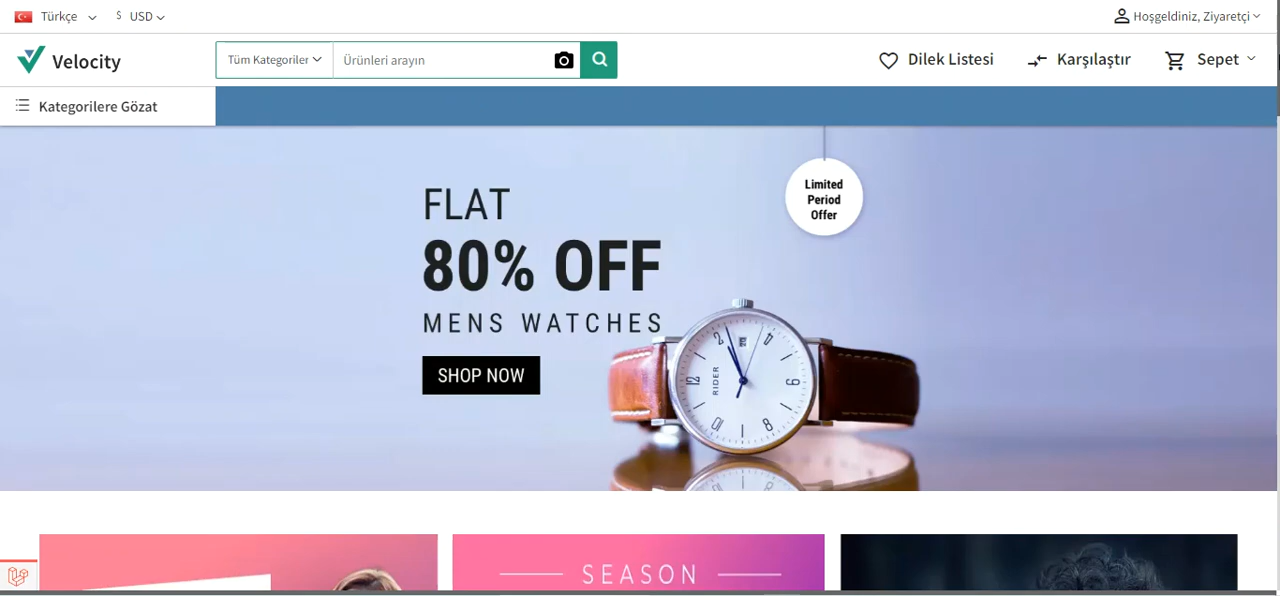 Türkçe $ USD Hoşgeldiniz, Ziyaretçi
Velocity Tüm Kategoriler Ürünleri arayın Dilek Listesi Karşılaştır Sepet
Kategorilere Gözat
Limited
Period
Offer
FLAT
80% OFF
MENS WATCHES
SHOP NOW
RIDER
SEASON